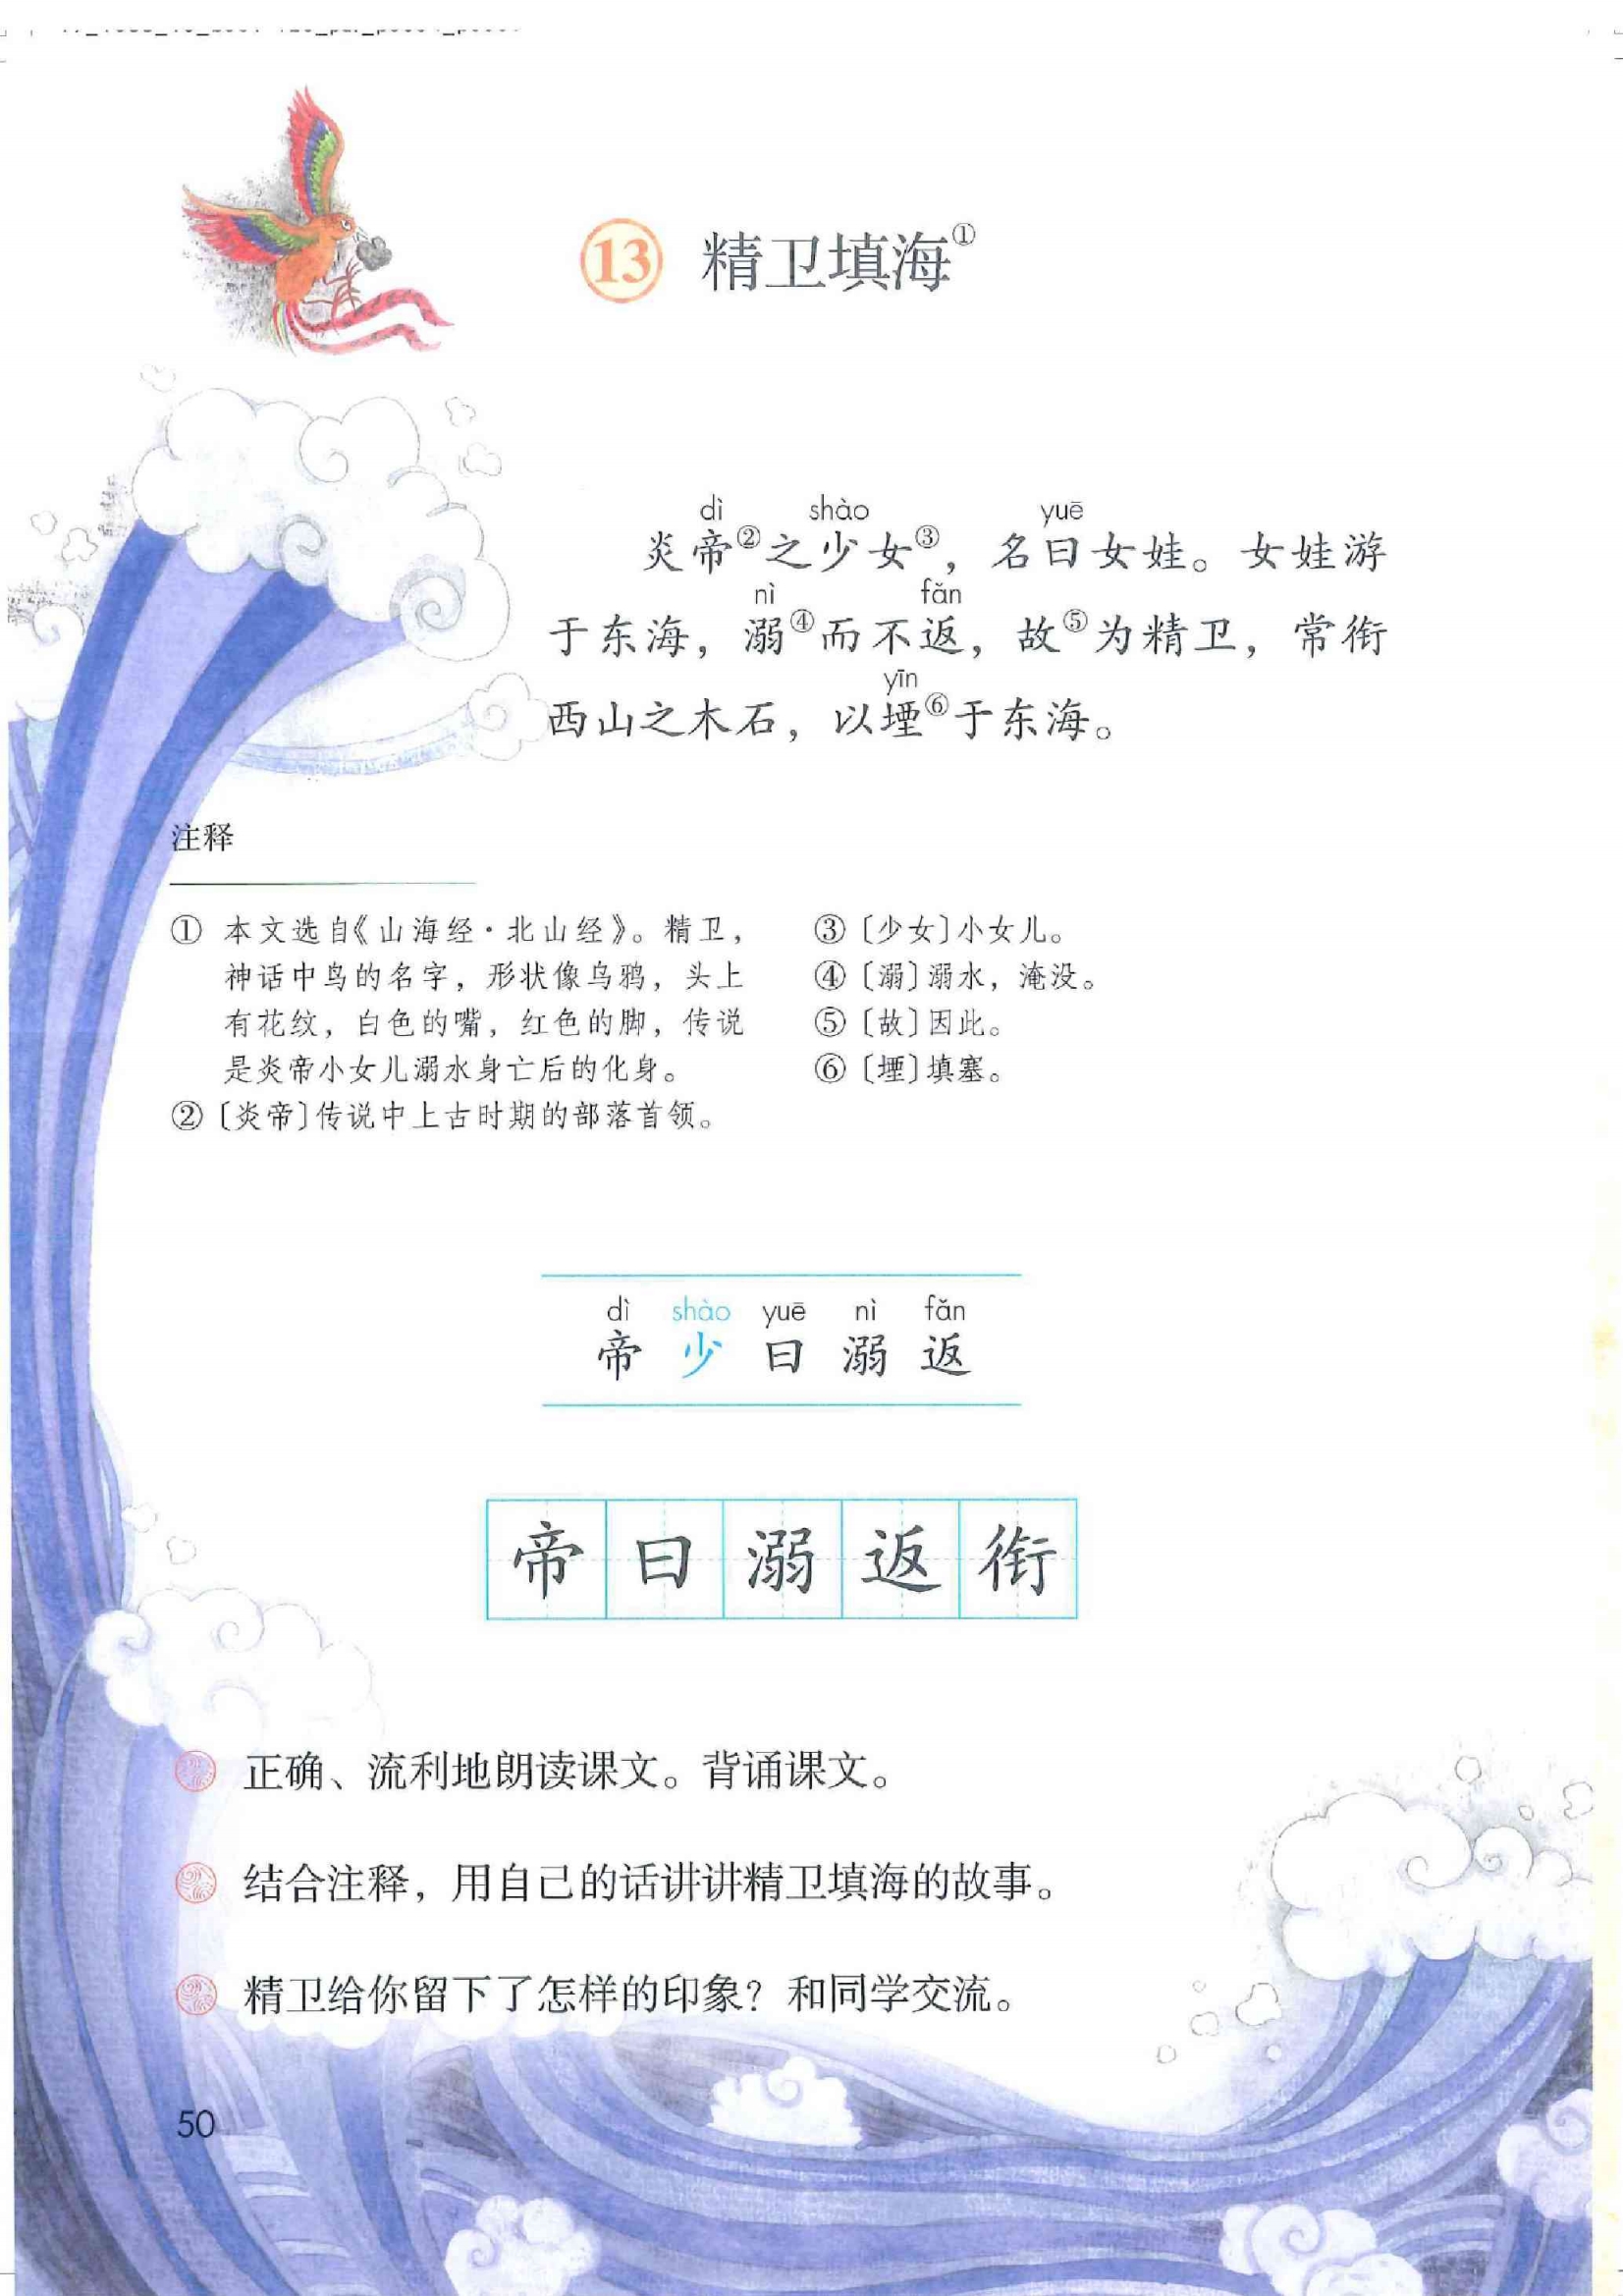 13 精卫填海①
dì shào yuē
炎帝②之少女③，名曰女娃。女娃游
nì fǎn
于东海，溺④而不返，故⑤为精卫，常衔
yīn
西山之木石，以堙⑥于东海。
注释
① 本文选自《山海经·北山经》。精卫，
神话中鸟的名字，形状像乌鸦，头上
有花纹，白色的嘴，红色的脚，传说
是炎帝小女儿溺水身亡后的化身。
②〔炎帝〕传说中上古时期的部落首领。
③〔少女〕小女儿。
④〔溺〕溺水，淹没。
⑤〔故〕因此。
⑥〔堙〕填塞。
dì shào yuē nì fǎn
帝 少 曰 溺 返
帝 曰 溺 返 衔
正确、流利地朗读课文。背诵课文。
结合注释，用自己的话讲讲精卫填海的故事。
精卫给你留下了怎样的印象？和同学交流。
50